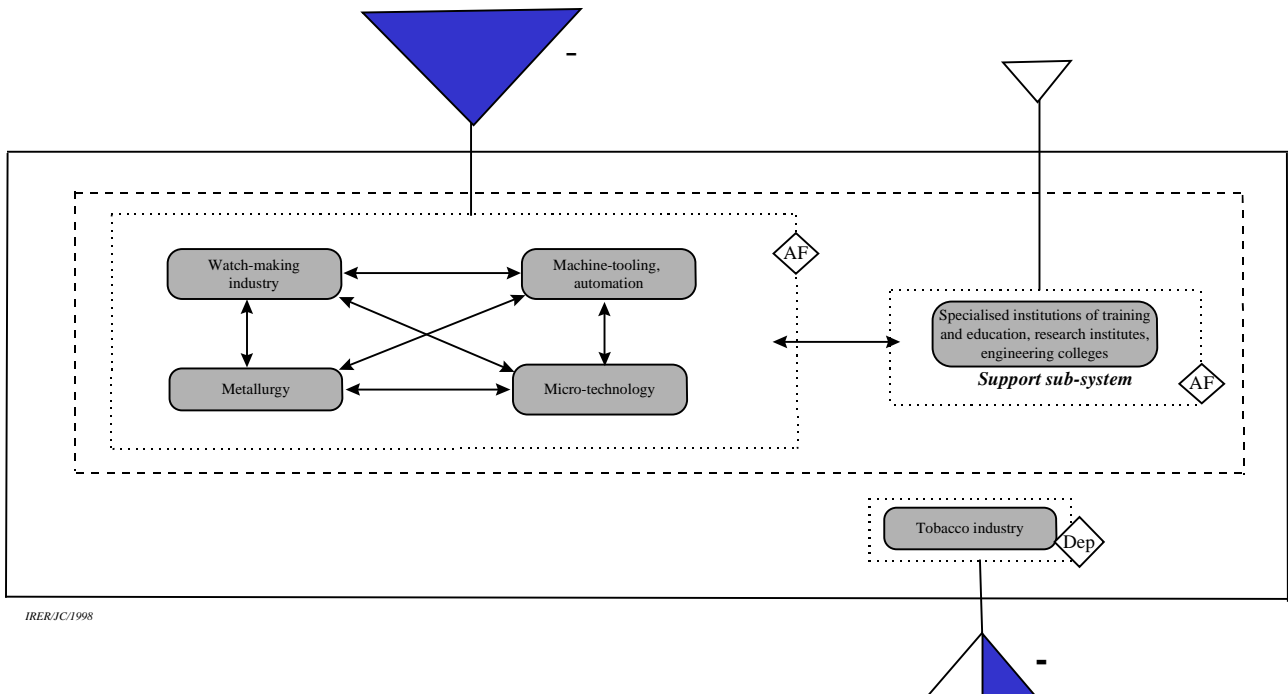 -
AF
Watch-making
industry
Machine-tooling,
automation
Specialised institutions of training
and education, research institutes,
engineering colleges
Support sub-system
AF
Metallurgy
Micro-technology
Tobacco industry
Dep
IRER/JC/1998
-